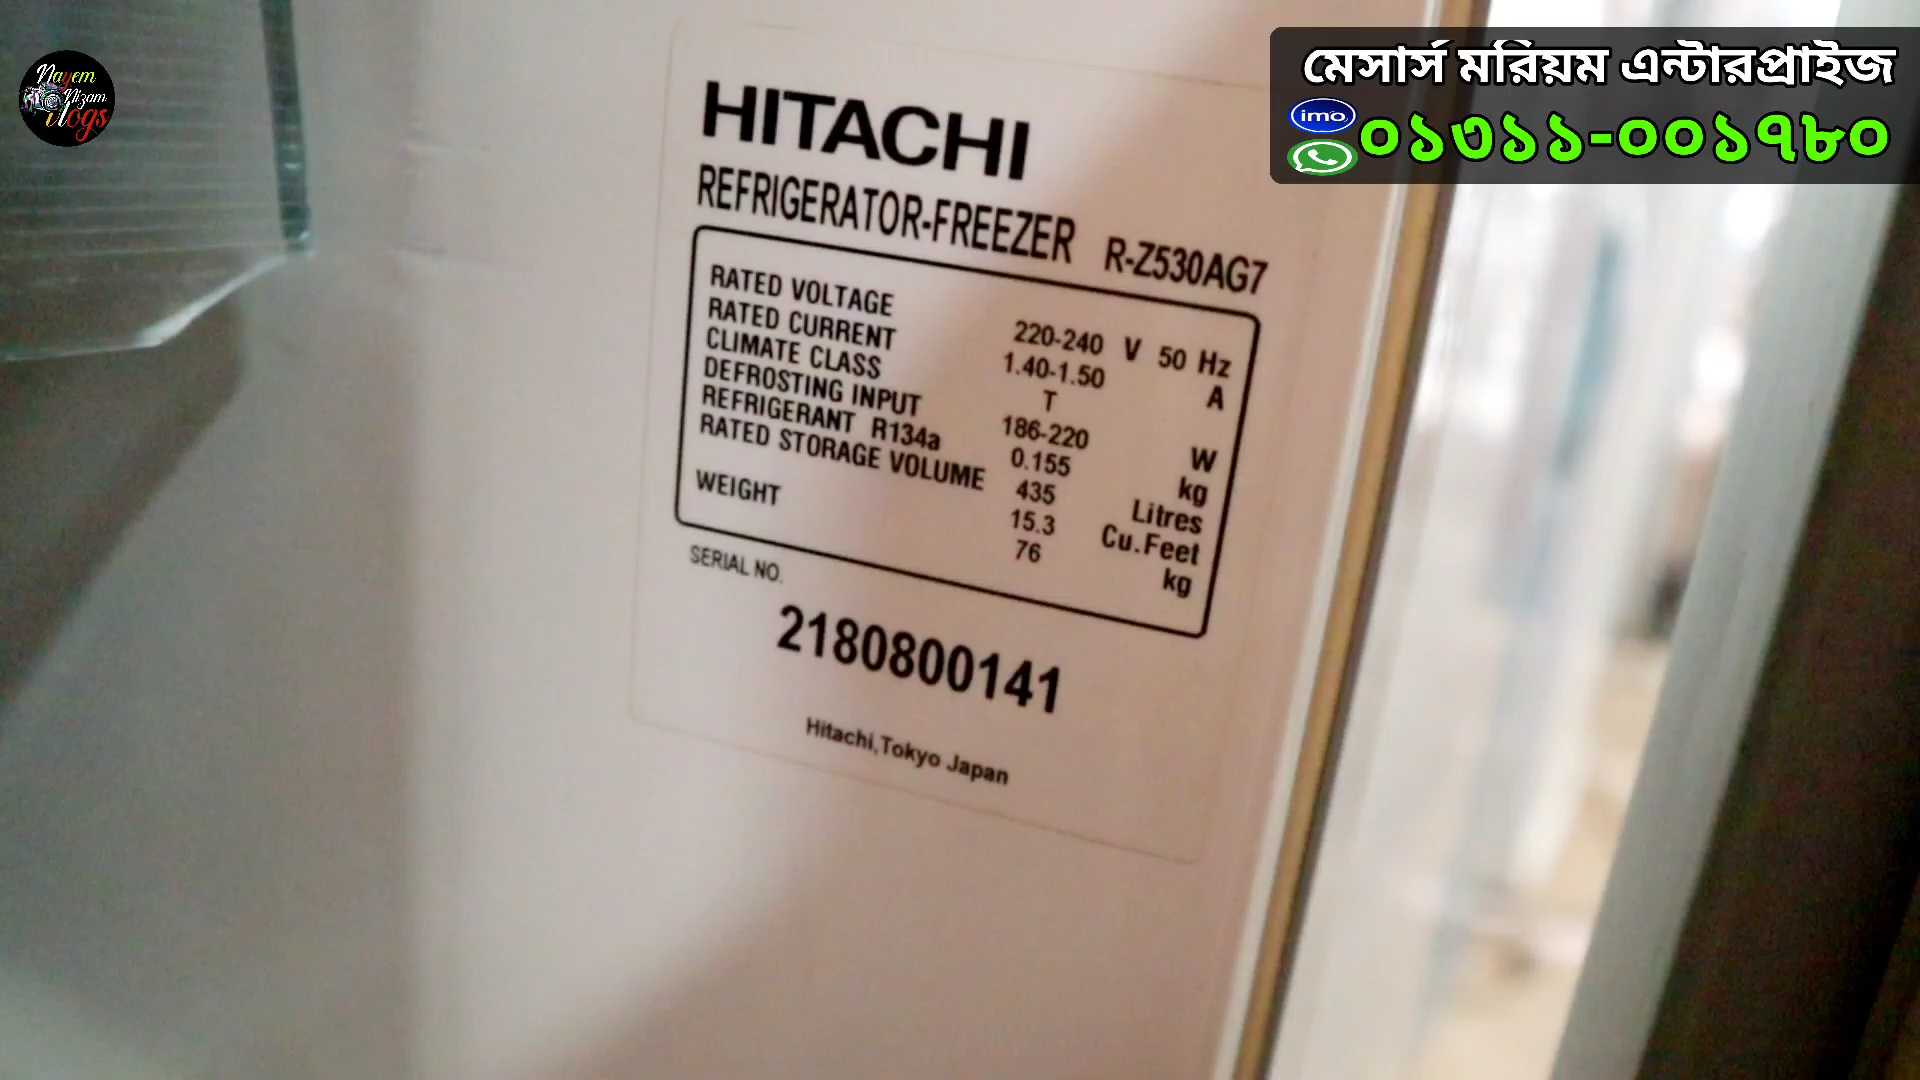 Nayem
Nizam
vlogs
মেসার্স মরিয়ম এন্টারপ্রাইজ
imo
০১৩১১-০০১৭৮০
HITACHI
REFRIGERATOR-FREEZER R-Z530AG7
RATED VOLTAGE 220-240 V 50 Hz
RATED CURRENT 1.40-1.50 A
CLIMATE CLASS T
DEFROSTING INPUT 186-220 W
REFRIGERANT R134a 0.155 kg
RATED STORAGE VOLUME 435 Litres
15.3 Cu.Feet
WEIGHT 76 kg
SERIAL NO.
2180800141
Hitachi,Tokyo Japan